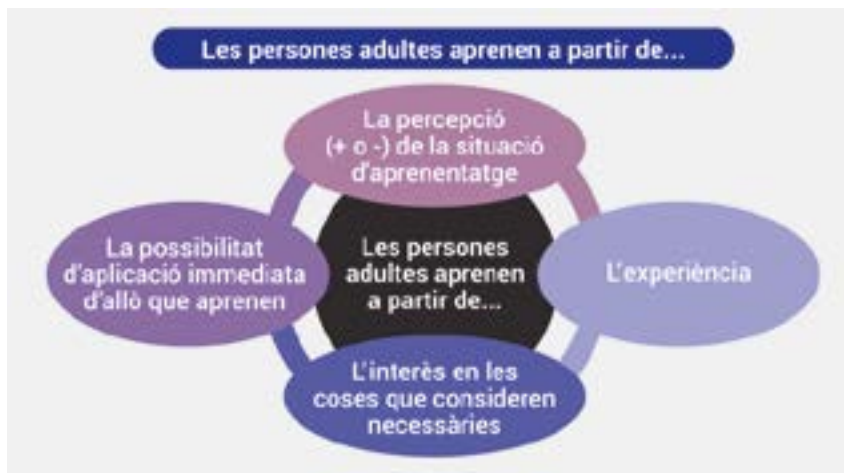 Les persones adultes aprenen a partir de...
La percepció
(+ o -) de la situació
d'aprenentatge
La possibilitat
d'aplicació immediata
d'allò que aprenen
Les persones
adultes aprenen
a partir de...
L'experiència
L'interès en les
coses que consideren
necessàries